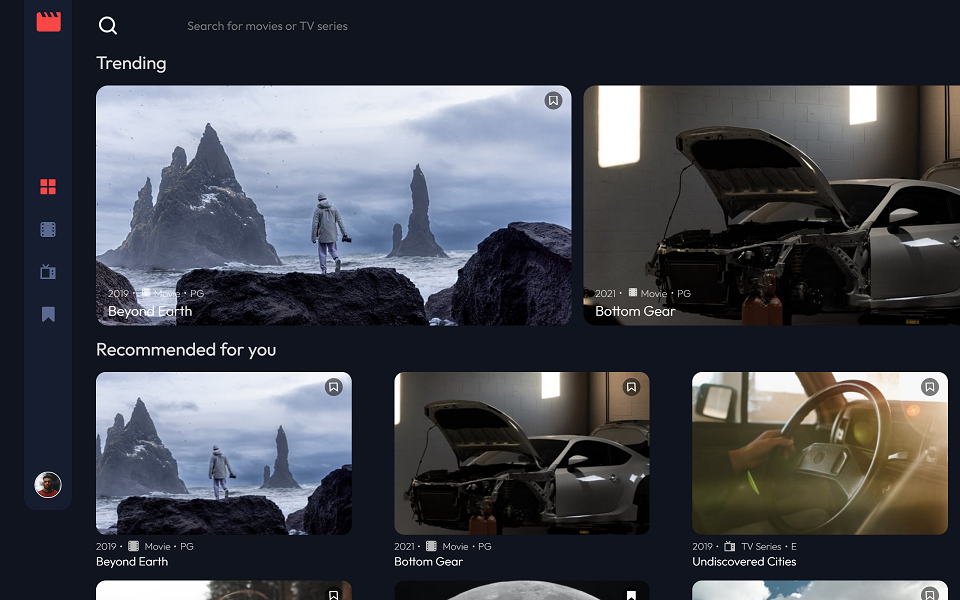 Search for movies or TV series
Trending
2019 • Movie • PG
Beyond Earth
2021 • Movie • PG
Bottom Gear
Recommended for you
2019 • Movie • PG
Beyond Earth
2021 • Movie • PG
Bottom Gear
2019 • TV Series • E
Undiscovered Cities